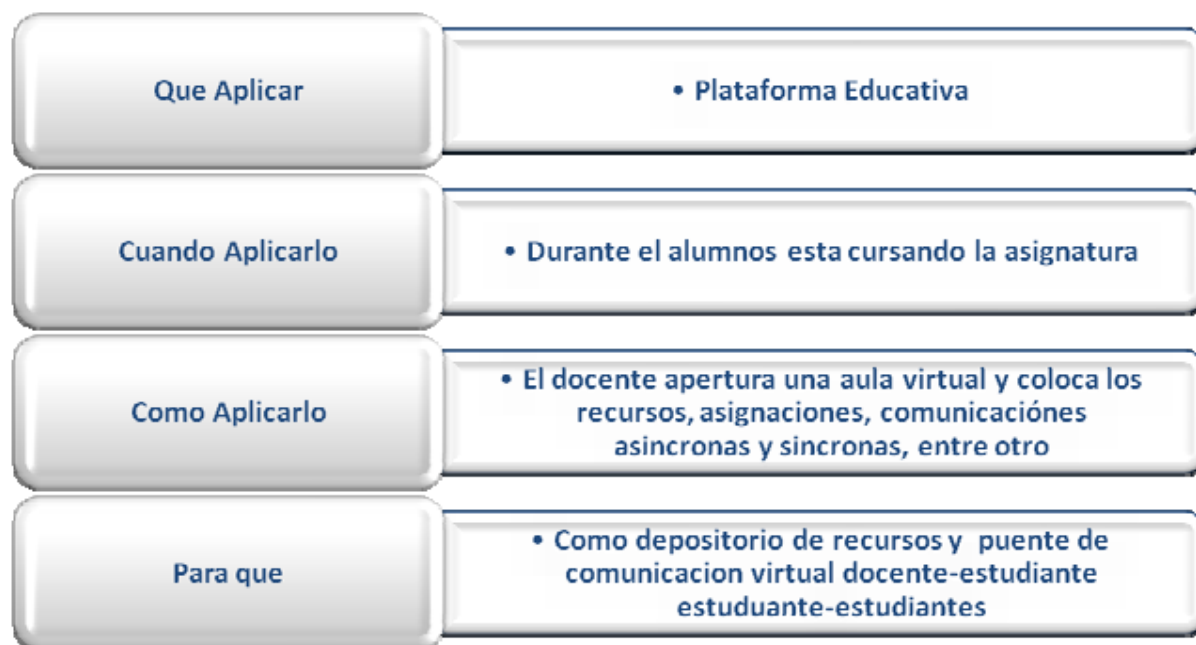 Que Aplicar
• Plataforma Educativa
Cuando Aplicarlo
• Durante el alumnos esta cursando la asignatura
Como Aplicarlo
• El docente apertura una aula virtual y coloca los
recursos, asignaciones, comunicaciónes
asincronas y sincronas, entre otro
Para que
• Como depositorio de recursos y puente de
comunicacion virtual docente-estudiante
estuduante-estudiantes